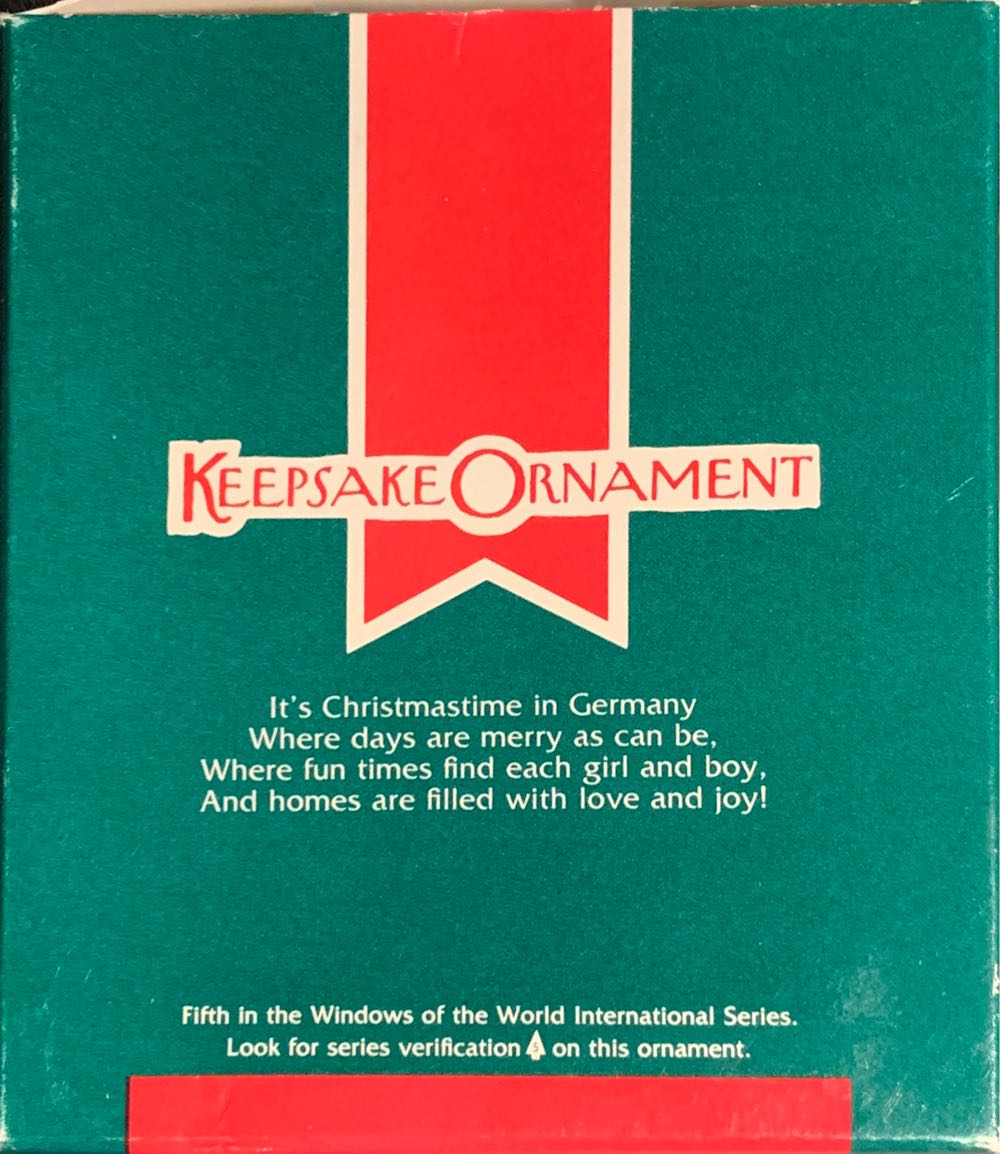 KEEPSAKE ORNAMENT
It's Christmastime in Germany
Where days are merry as can be,
Where fun times find each girl and boy,
And homes are filled with love and joy!
Fifth in the Windows of the World International Series.
Look for series verification 5 on this ornament.